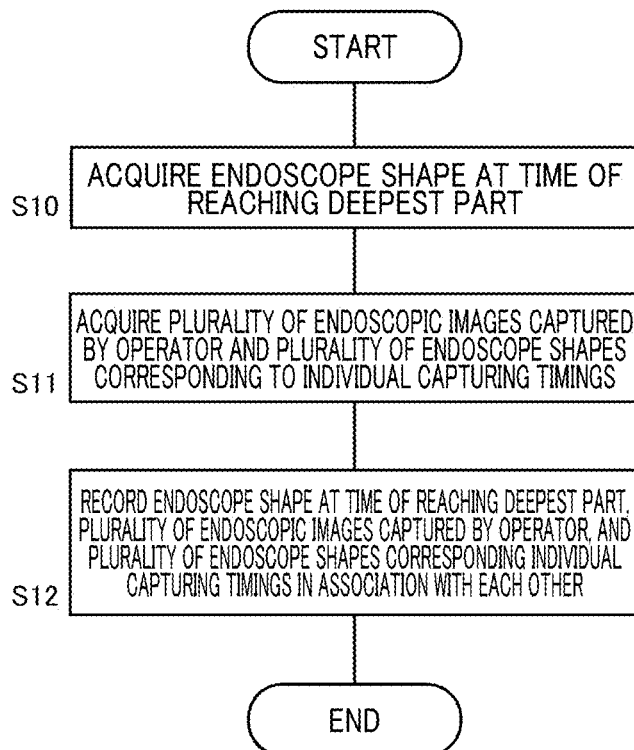 START
S10
ACQUIRE ENDOSCOPE SHAPE AT TIME OF
REACHING DEEPEST PART
S11
ACQUIRE PLURALITY OF ENDOSCOPIC IMAGES CAPTURED
BY OPERATOR AND PLURALITY OF ENDOSCOPE SHAPES
CORRESPONDING TO INDIVIDUAL CAPTURING TIMINGS
S12
RECORD ENDOSCOPE SHAPE AT TIME OF REACHING DEEPEST PART,
PLURALITY OF ENDOSCOPIC IMAGES CAPTURED BY OPERATOR, AND
PLURALITY OF ENDOSCOPE SHAPES CORRESPONDING INDIVIDUAL
CAPTURING TIMINGS IN ASSOCIATION WITH EACH OTHER
END